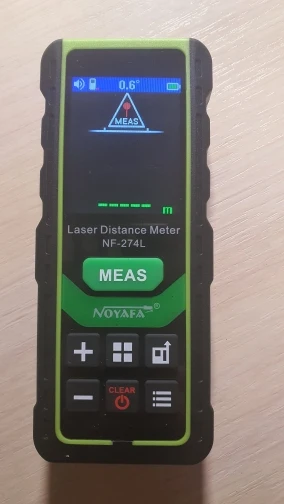 0.6°
MEAS
----- m
Laser Distance Meter
NF-274L
MEAS
NOYAFA®
CLEAR